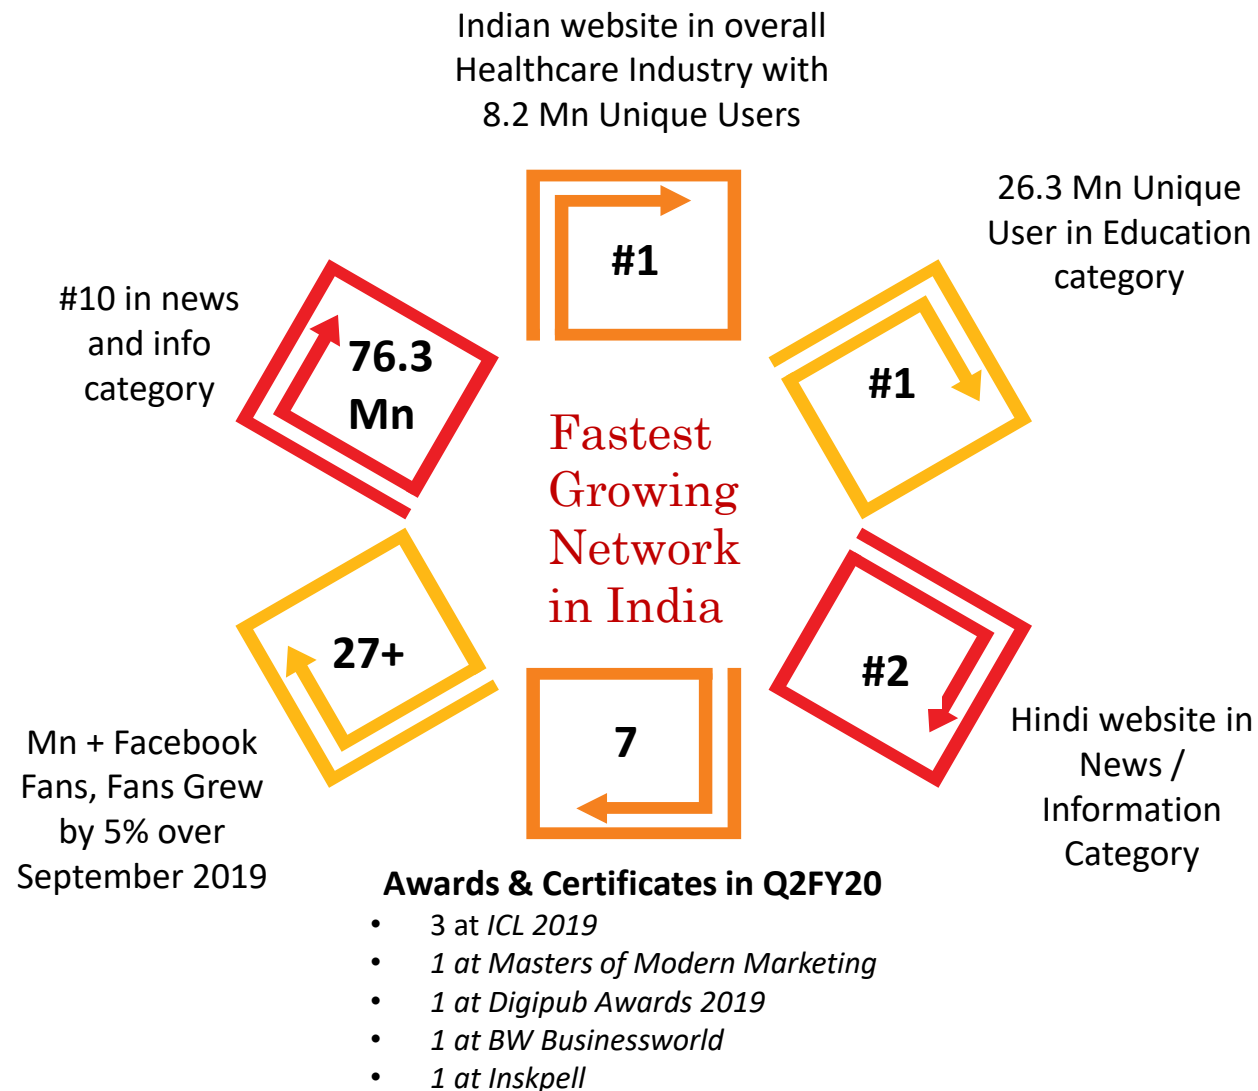 Indian website in overall
Healthcare Industry with
8.2 Mn Unique Users
#1
26.3 Mn Unique
User in Education
category
#1
#10 in news
and info
category
76.3
Mn
Fastest
Growing
Network
in India
27+
#2
Mn + Facebook
Fans, Fans Grew
by 5% over
September 2019
7
Hindi website in
News /
Information
Category
Awards & Certificates in Q2FY20
• 3 at ICL 2019
• 1 at Masters of Modern Marketing
• 1 at Digipub Awards 2019
• 1 at BW Businessworld
• 1 at Inskpell